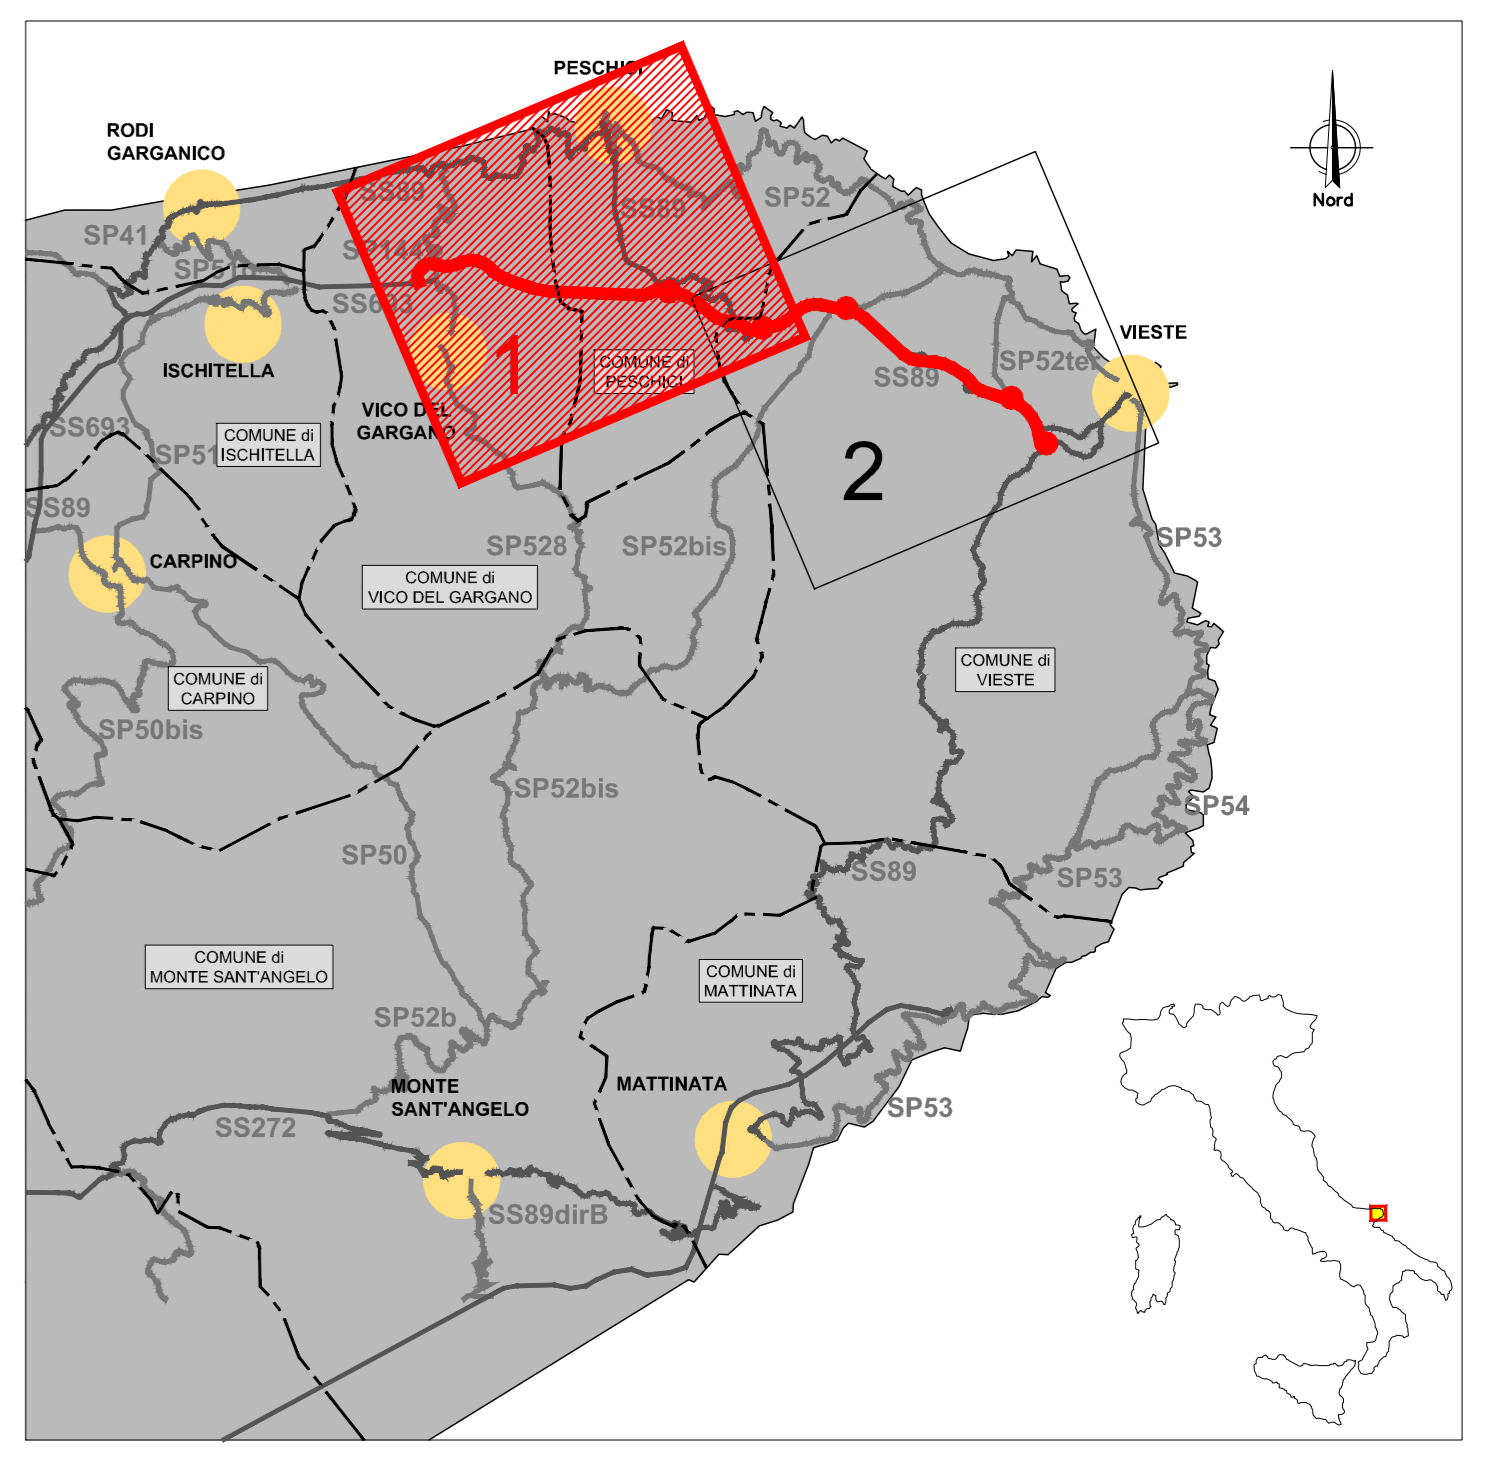 PESCHICI
RODI
GARGANICO
SS89
SP52
SS89
Nord
SP41
SP144
SP51
SS693
VIESTE
ISCHITELLA
1
COMUNE di
PESCHICI
SP52ter
SS89
VICO DEL
GARGANO
SS693
COMUNE di
ISCHITELLA
SP51
2
SS89
CARPINO
SP528
SP52bis
SP53
COMUNE di
VICO DEL GARGANO
COMUNE di
VIESTE
COMUNE di
CARPINO
SP50bis
SP52bis
SP54
SP50
SS89
SP53
COMUNE di
MONTE SANT'ANGELO
COMUNE di
MATTINATA
SP52b
MONTE
SANT'ANGELO
MATTINATA
SP53
SS272
SS89dirB